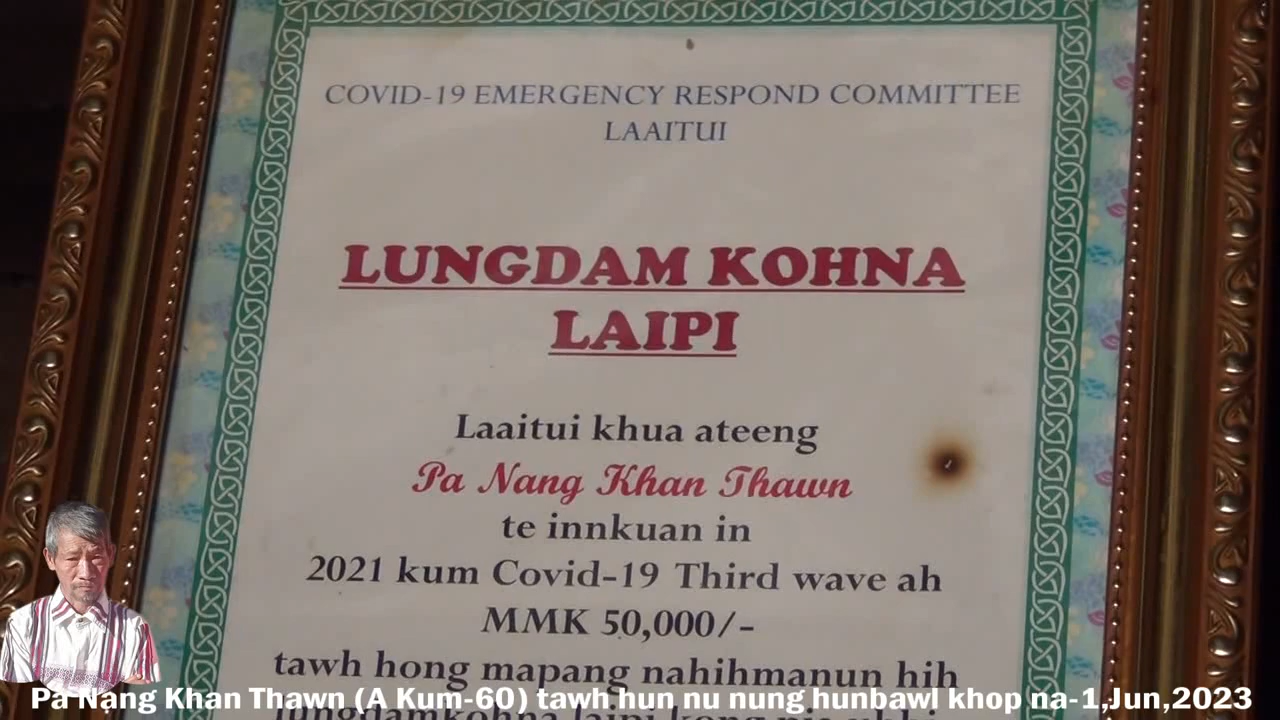 COVID-19 EMERGENCY RESPOND COMMITTEE
LAAITUI
LUNGDAM KOHNA
LAIPI
Laaitui khua ateeng
Pa Nang Khan Thawn
te innkuan in
2021 kum Covid-19 Third wave ah
MMK 50,000/-
tawh hong mapang nahihmanun hih
Pa Nang Khan Thawn (A Kum-60) tawh hun nu nung hunbawl khop na-1,Jun,2023